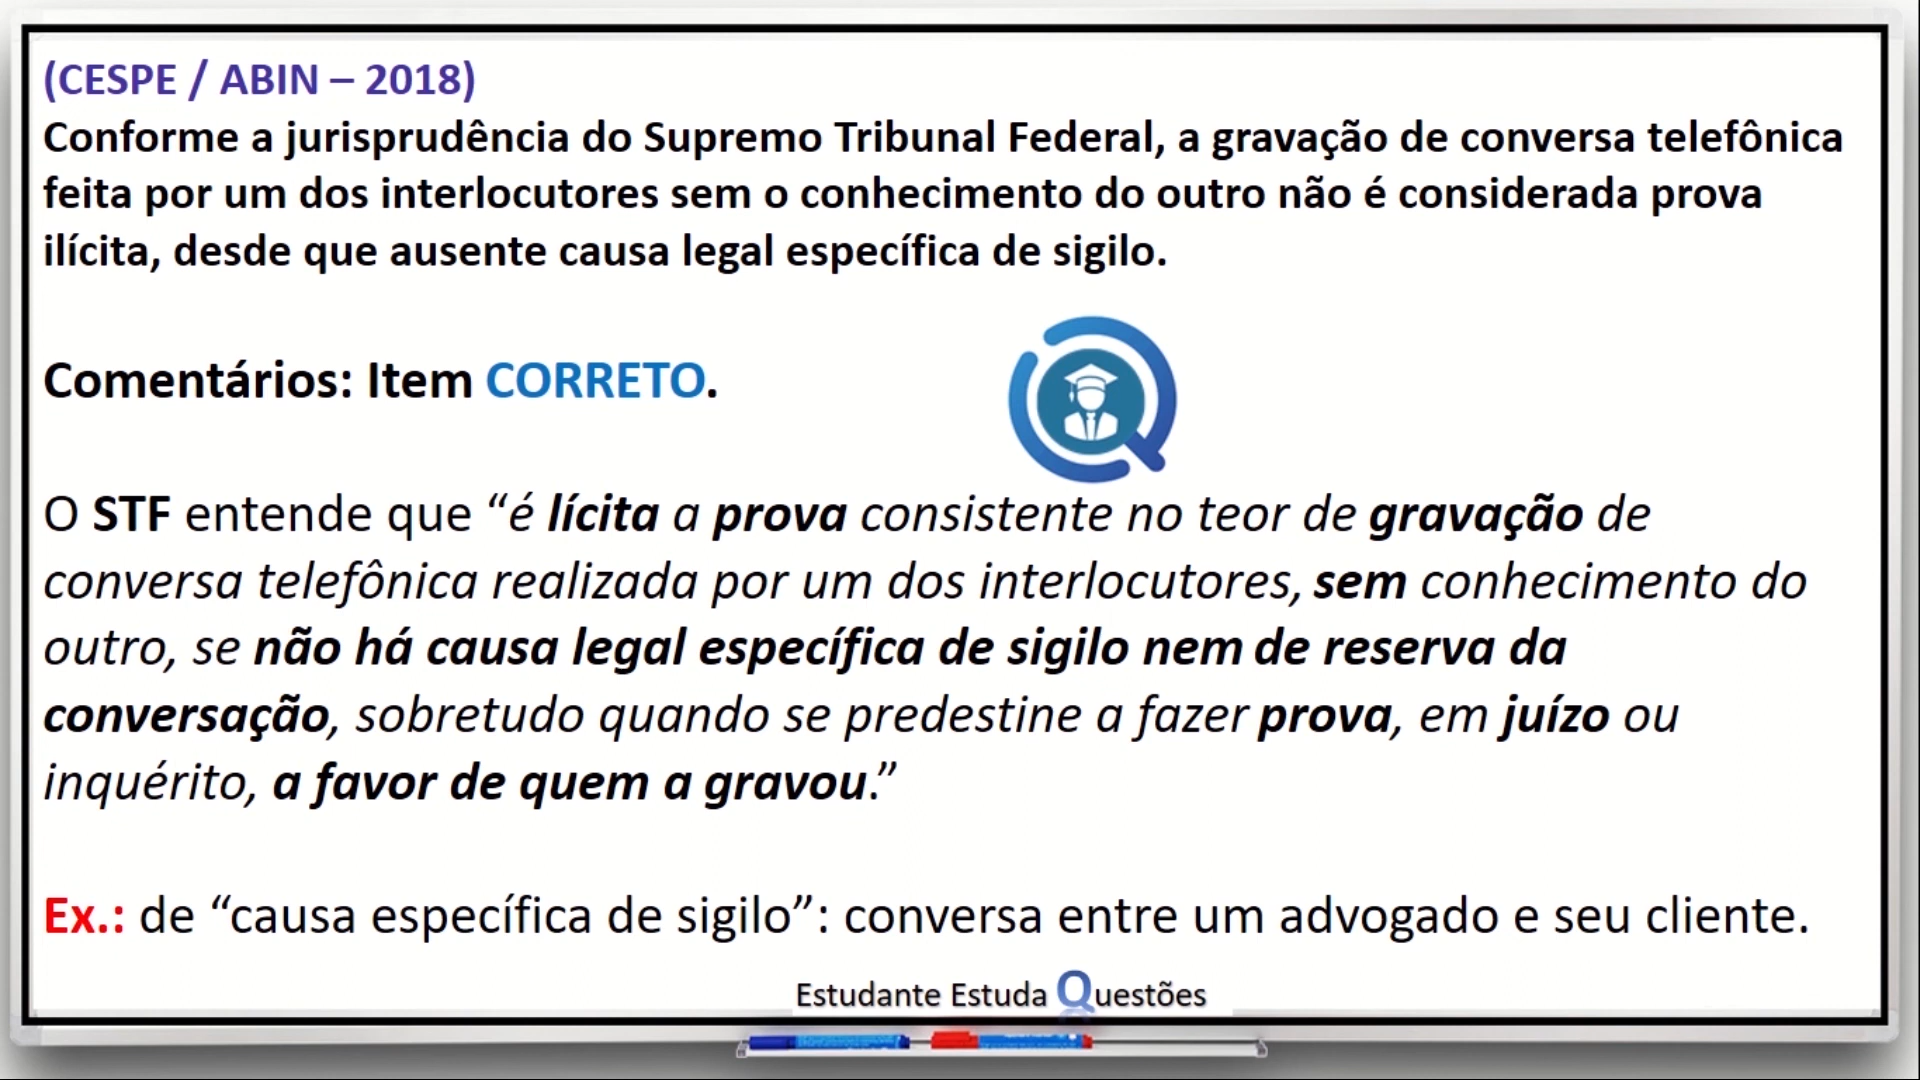 (CESPE / ABIN – 2018)
Conforme a jurisprudência do Supremo Tribunal Federal, a gravação de conversa telefônica
feita por um dos interlocutores sem o conhecimento do outro não é considerada prova
ilícita, desde que ausente causa legal específica de sigilo.
Comentários: Item CORRETO.
O STF entende que “é lícita a prova consistente no teor de gravação de
conversa telefônica realizada por um dos interlocutores, sem conhecimento do
outro, se não há causa legal específica de sigilo nem de reserva da
conversação, sobretudo quando se predestine a fazer prova, em juízo ou
inquérito, a favor de quem a gravou.”
Ex.: de “causa específica de sigilo”: conversa entre um advogado e seu cliente.
Estudante Estuda Questões